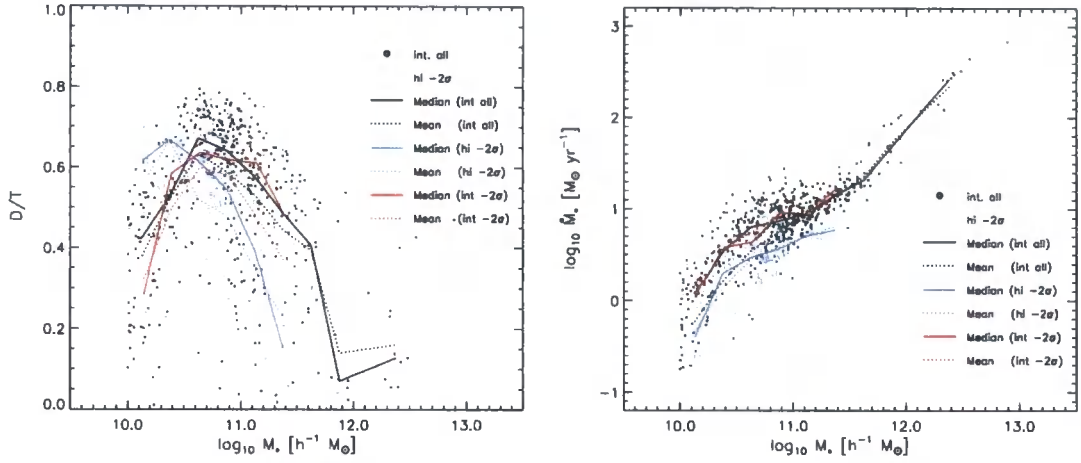 1.0
0.8
0.6
0.4
0.2
0.0
D/T
int. all
hi −2σ
Median (int all)
Mean (int all)
Median (hi −2σ)
Mean (hi −2σ)
Median (int −2σ)
Mean ·(int −2σ)
10.0 11.0 12.0 13.0
log₁₀ M* [h⁻¹ M⊙]
3
2
1
0
−1
log₁₀ Ṁ* [M⊙ yr⁻¹]
int. all
hi −2σ
Median (int all)
Mean (int all)
Median (hi −2σ)
Mean (hi −2σ)
Median (int −2σ)
Mean (int −2σ)
10.0 11.0 12.0 13.0
log₁₀ M* [h⁻¹ M⊙]